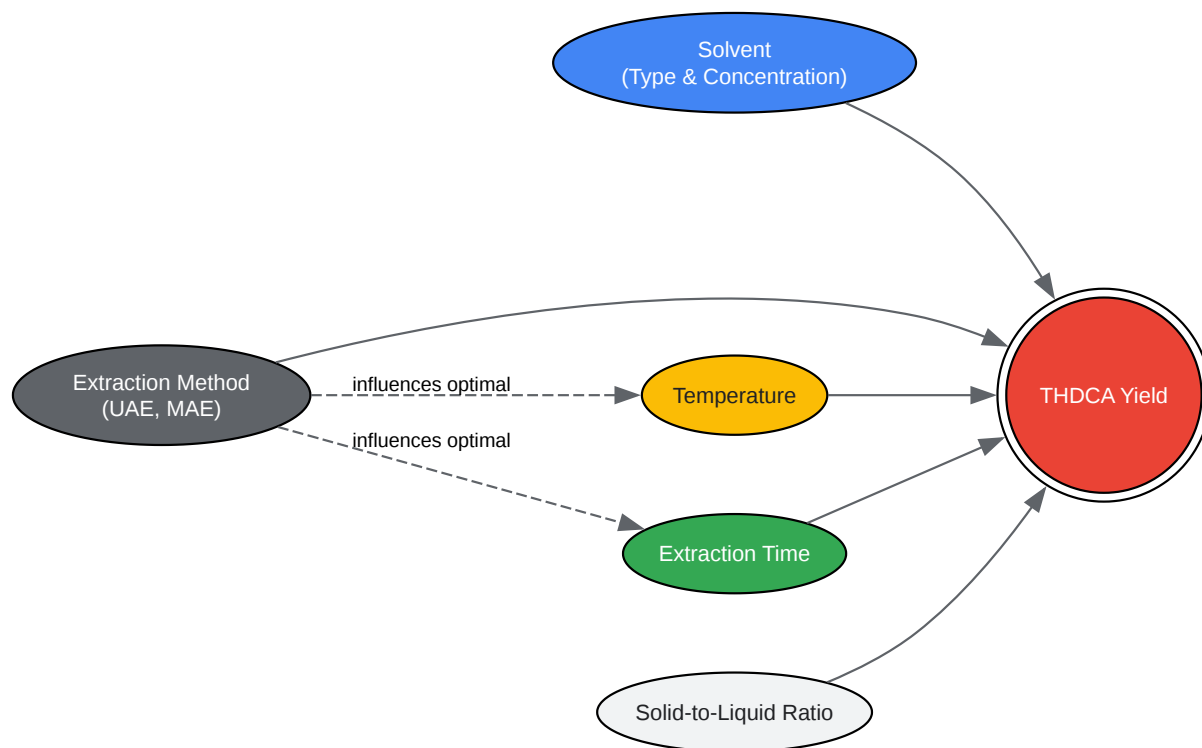 Solvent
(Type & Concentration)
Extraction Method
(UAE, MAE)
influences optimal
Temperature
THDCA Yield
influences optimal
Extraction Time
Solid-to-Liquid Ratio